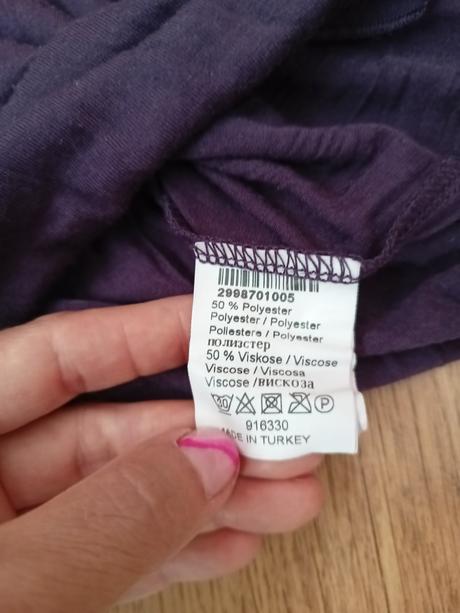 2998701005
50 % Polyester
Polyester / Polyester
Poliestere / Polyester
полиэстер
50 % Viskose / Viscose
Viscose / Viscosa
Viscose /вискоза
30 P
916330
MADE IN TURKEY